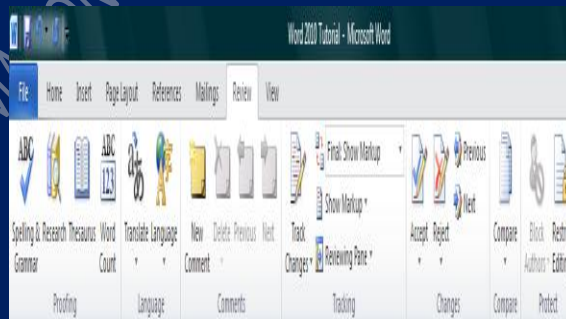 Word 2010 Tutorial - Microsoft Word
File Home Insert Page Layout References Mailings Review View
ABC ABC 123 Final: Show Markup Previous
Show Markup Next
Spelling & Research Thesaurus Word Translate Language New Delete Previous Next Track Reviewing Pane Accept Reject Compare Block
Grammar Count Comment Changes Authors
Proofing Language Comments Tracking Changes Compare Protect